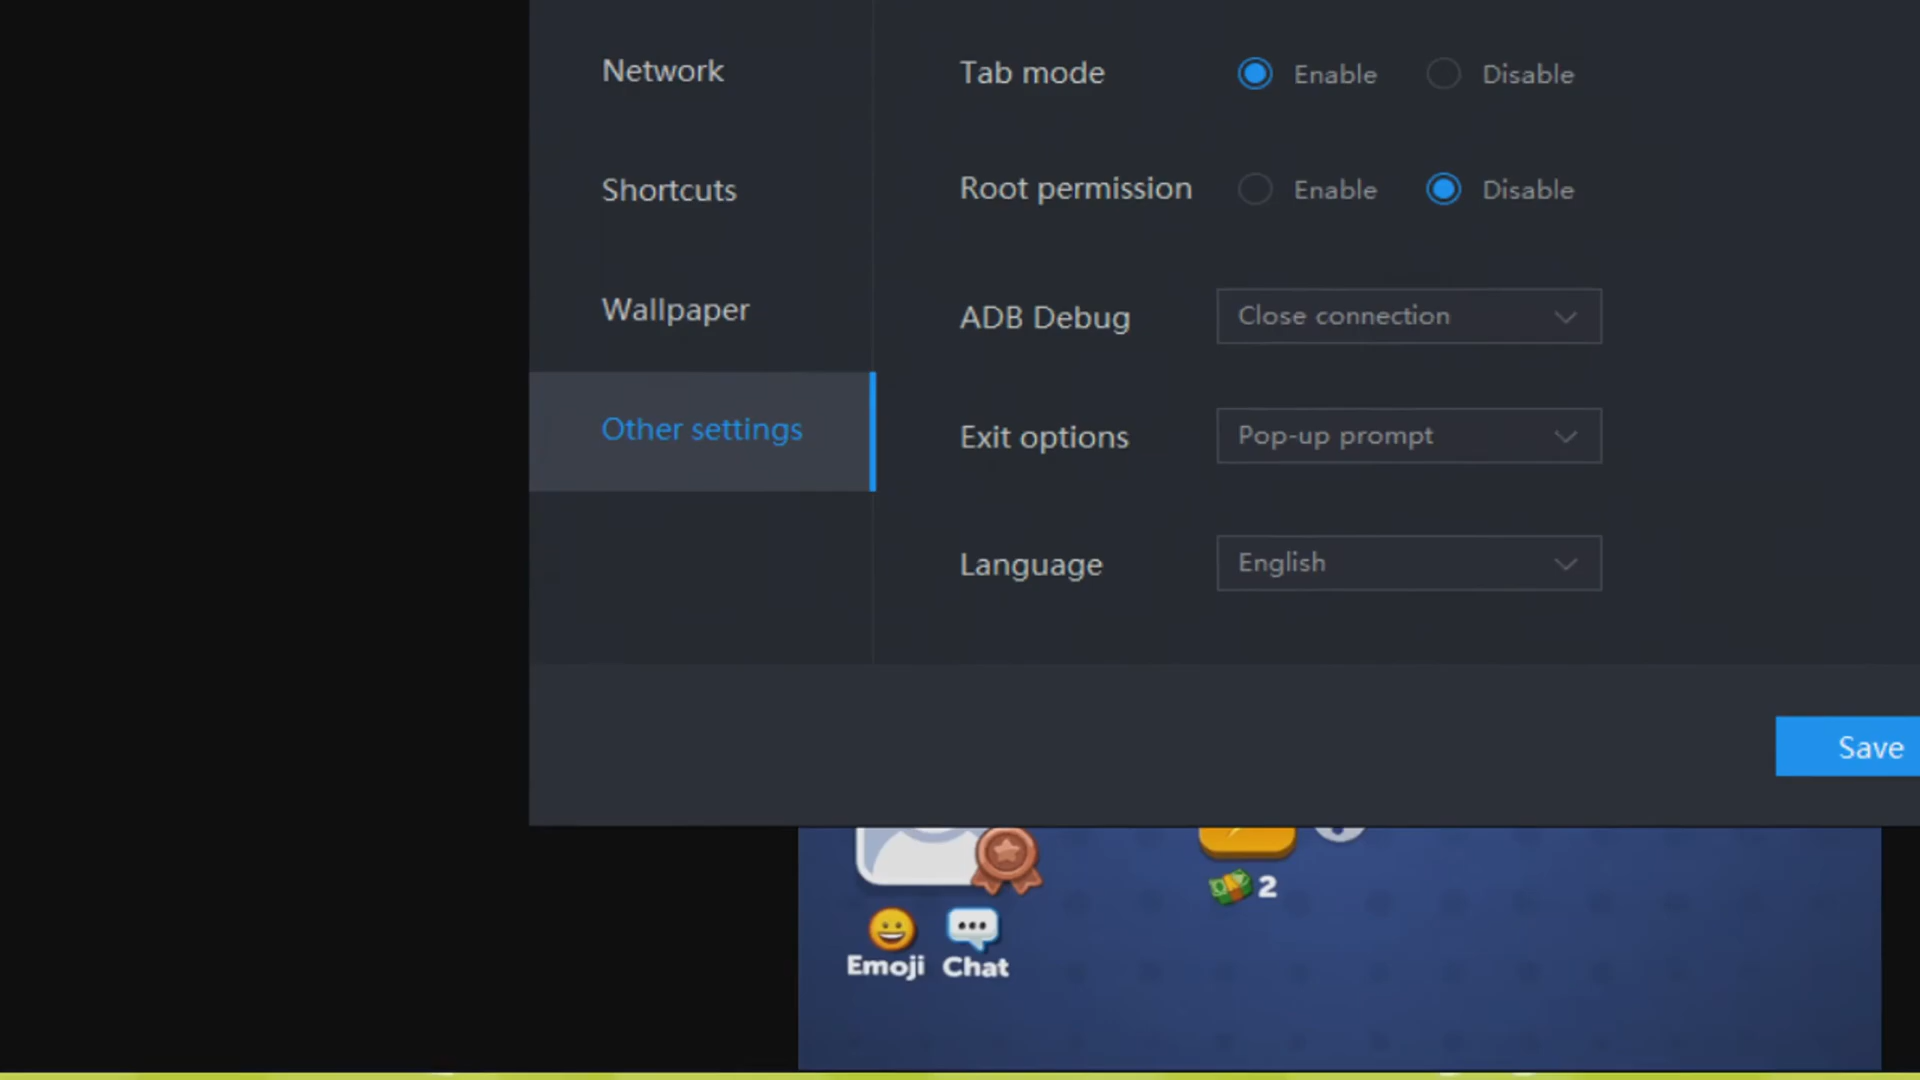 Network
Tab mode Enable Disable
Shortcuts
Root permission Enable Disable
Wallpaper
ADB Debug Close connection
Other settings
Exit options Pop-up prompt
Language English
Save
2
Emoji Chat